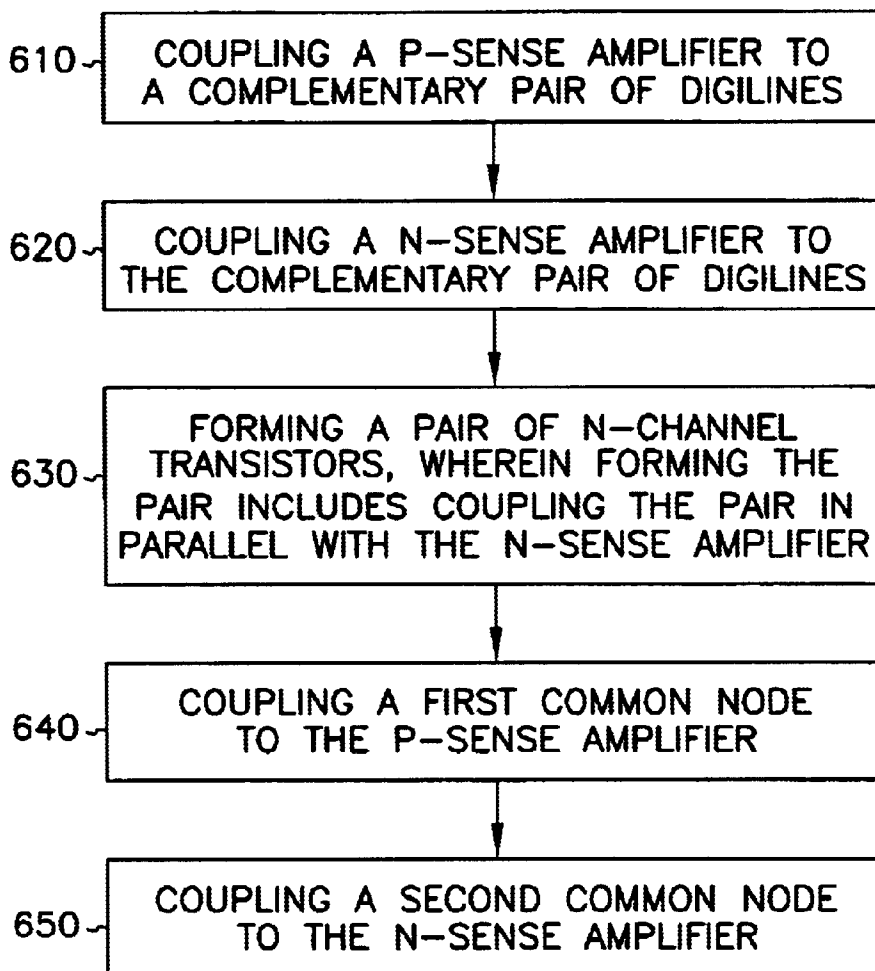 610
COUPLING A P-SENSE AMPLIFIER TO
A COMPLEMENTARY PAIR OF DIGILINES
620
COUPLING A N-SENSE AMPLIFIER TO
THE COMPLEMENTARY PAIR OF DIGILINES
630
FORMING A PAIR OF N-CHANNEL
TRANSISTORS, WHEREIN FORMING THE
PAIR INCLUDES COUPLING THE PAIR IN
PARALLEL WITH THE N-SENSE AMPLIFIER
640
COUPLING A FIRST COMMON NODE
TO THE P-SENSE AMPLIFIER
650
COUPLING A SECOND COMMON NODE
TO THE N-SENSE AMPLIFIER